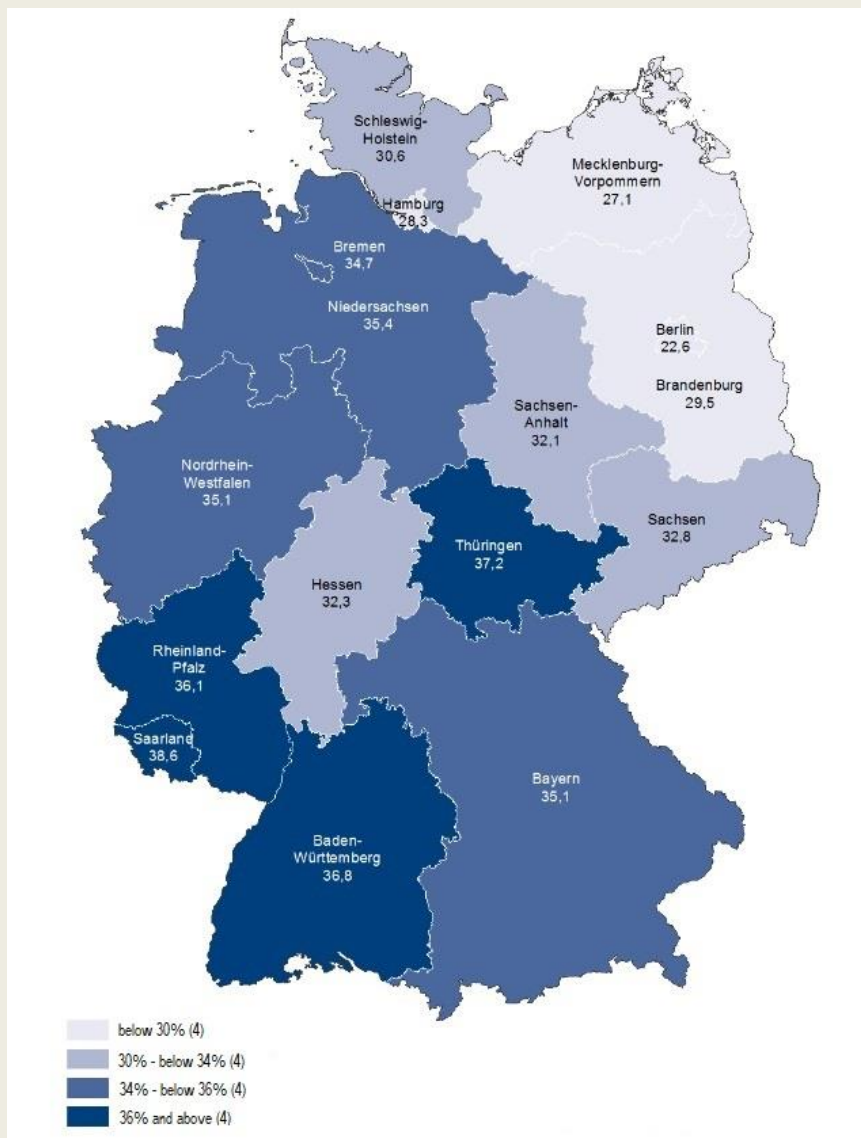 Schleswig-
Holstein
30,6
Mecklenburg-
Vorpommern
27,1
Hamburg
28,3
Bremen
34,7
Niedersachsen
35,4
Berlin
22,6
Brandenburg
29,5
Sachsen-
Anhalt
32,1
Nordrhein-
Westfalen
35,1
Sachsen
32,8
Thüringen
37,2
Hessen
32,3
Rheinland-
Pfalz
36,1
Saarland
38,6
Bayern
35,1
Baden-
Württemberg
36,8
below 30% (4)
30% - below 34% (4)
34% - below 36% (4)
36% and above (4)